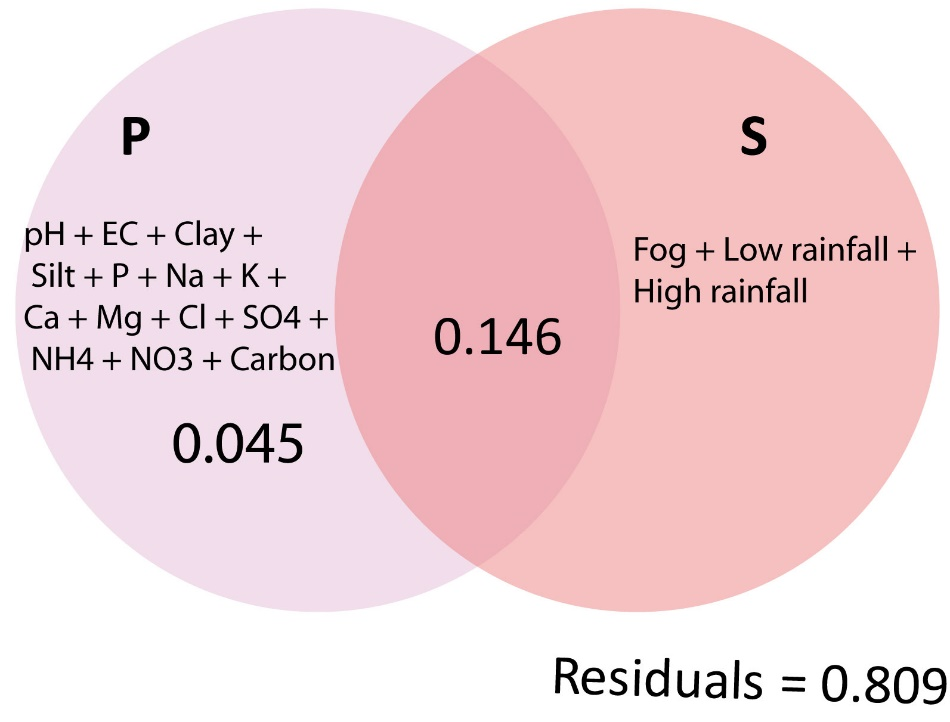 P
S
pH + EC + Clay +
Silt + P + Na + K +
Ca + Mg + Cl + SO4 +
NH4 + NO3 + Carbon
0.045
0.146
Fog + Low rainfall +
High rainfall
Residuals = 0.809